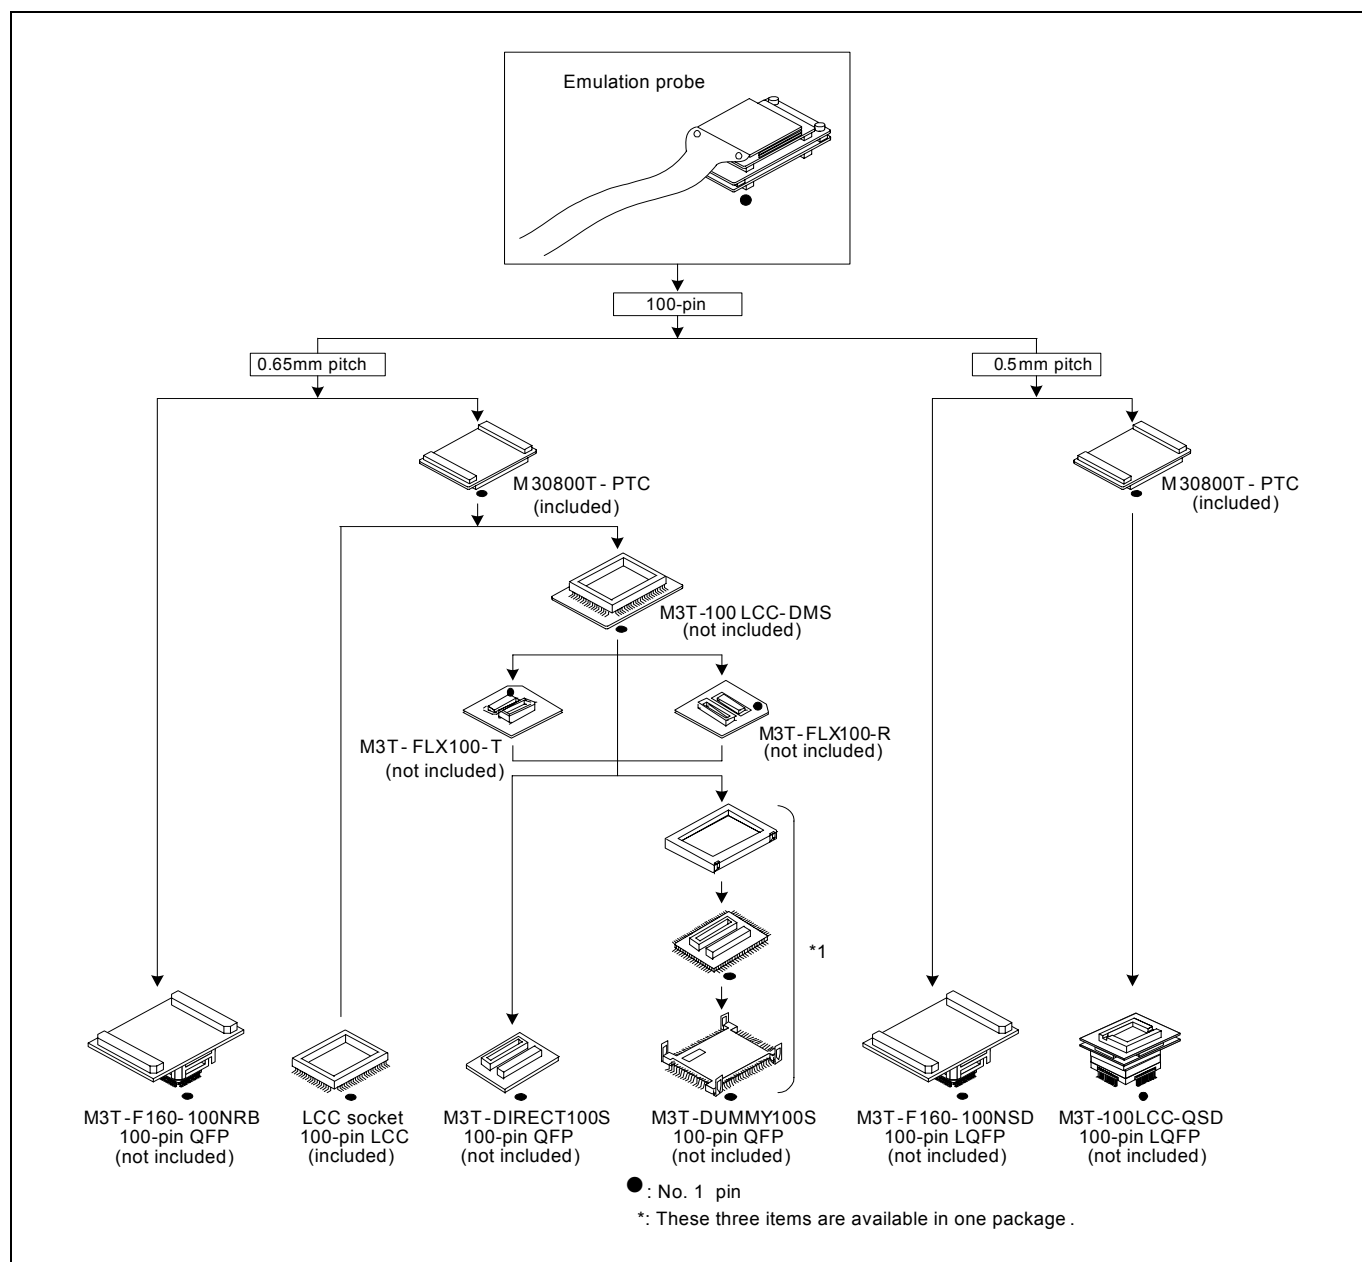 Emulation probe
100-pin
0.65mm pitch
0.5mm pitch
M30800T-PTC
(included)
M30800T-PTC
(included)
M3T-100LCC-DMS
(not included)
M3T-FLX100-T
(not included)
M3T-FLX100-R
(not included)
*1
M3T-F160-100NRB
100-pin QFP
(not included)
LCC socket
100-pin LCC
(included)
M3T-DIRECT100S
100-pin QFP
(not included)
M3T-DUMMY100S
100-pin QFP
(not included)
M3T-F160-100NSD
100-pin LQFP
(not included)
M3T-100LCC-QSD
100-pin LQFP
(not included)
●: No. 1 pin
*: These three items are available in one package.